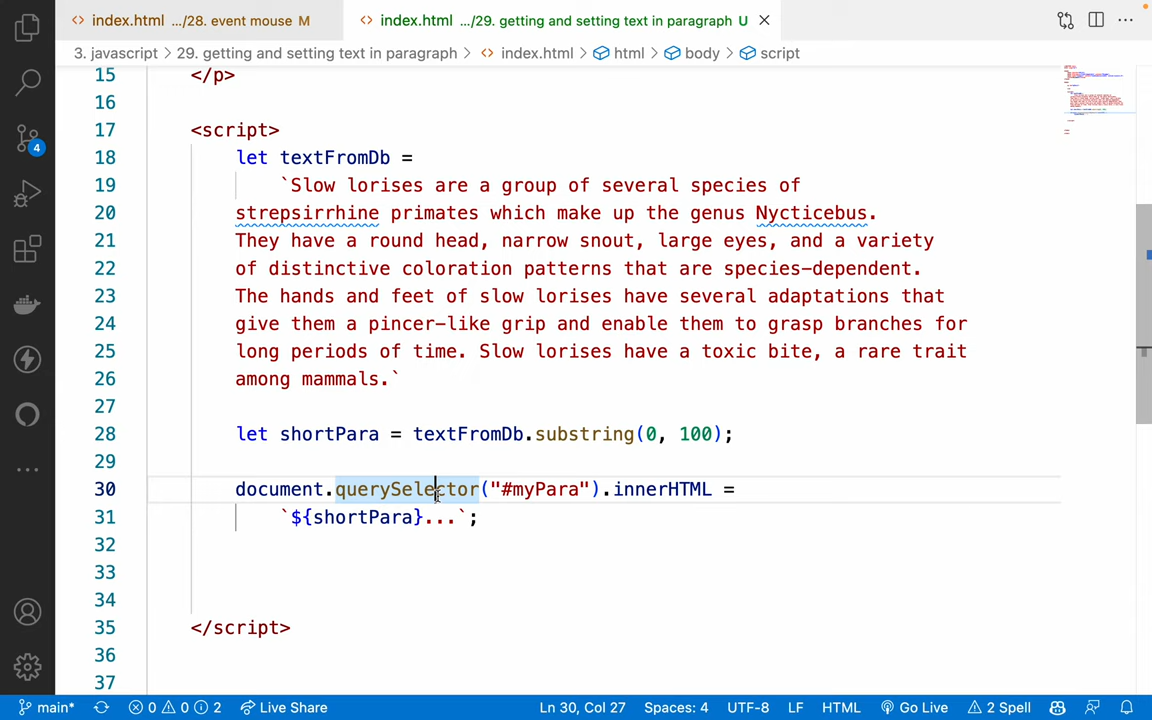 index.html .../28. event mouse M
index.html .../29. getting and setting text in paragraph U
3. javascript > 29. getting and setting text in paragraph > index.html > html > body > script
15 </p>
16
17 <script>
18 let textFromDb =
19 `Slow lorises are a group of several species of
20 strepsirrhine primates which make up the genus Nycticebus.
21 They have a round head, narrow snout, large eyes, and a variety
22 of distinctive coloration patterns that are species-dependent.
23 The hands and feet of slow lorises have several adaptations that
24 give them a pincer-like grip and enable them to grasp branches for
25 long periods of time. Slow lorises have a toxic bite, a rare trait
26 among mammals.`
27
28 let shortPara = textFromDb.substring(0, 100);
29
30 document.querySelector("#myPara").innerHTML =
31 `${shortPara}...`;
32
33
34
35 </script>
36
37
4
main* 0 0 2 Live Share Ln 30, Col 27 Spaces: 4 UTF-8 LF HTML Go Live 2 Spell